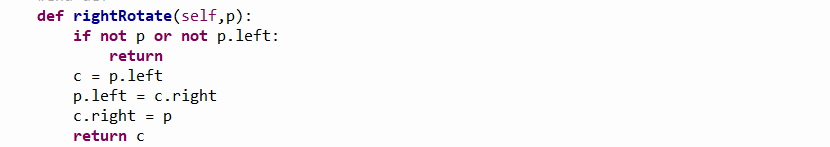 def rightRotate(self,p):
if not p or not p.left:
return
c = p.left
p.left = c.right
c.right = p
return c